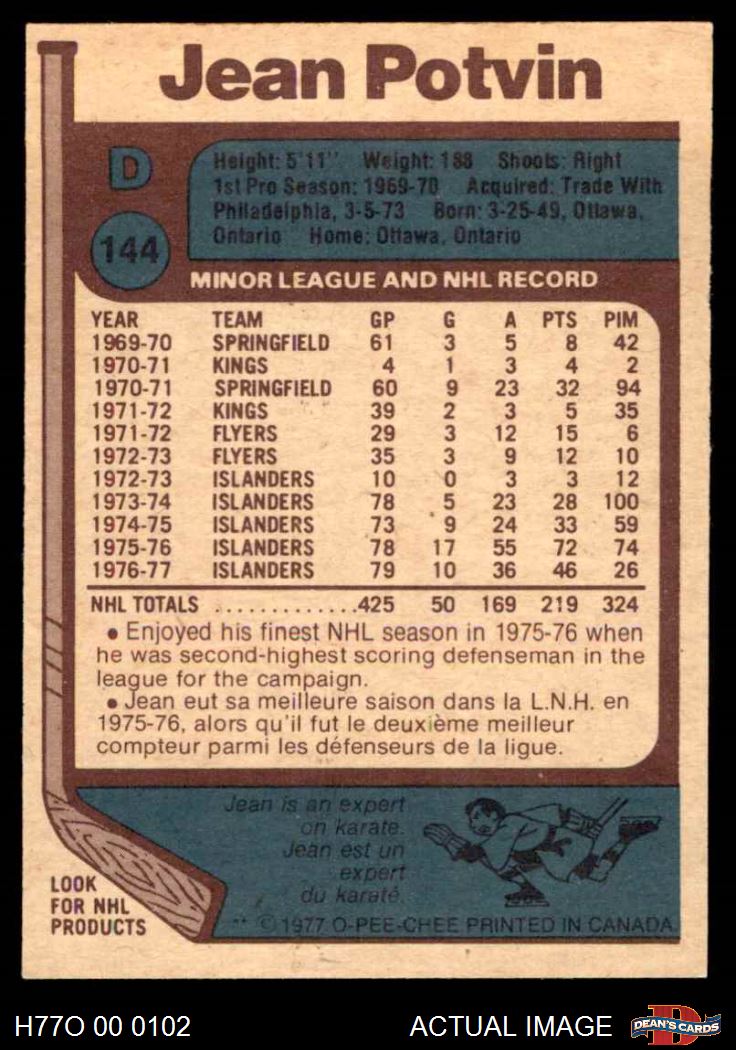 Jean Potvin
D
144
Height: 5'11" Weight: 188 Shoots: Right
1st Pro Season: 1969-70 Acquired: Trade With
Philadelphia, 3-5-73 Born: 3-25-49, Ottawa,
Ontario Home: Ottawa, Ontario
MINOR LEAGUE AND NHL RECORD
YEAR TEAM GP G A PTS PIM
1969-70 SPRINGFIELD 61 3 5 8 42
1970-71 KINGS 4 1 3 4 2
1970-71 SPRINGFIELD 60 9 23 32 94
1971-72 KINGS 39 2 3 5 35
1971-72 FLYERS 29 3 12 15 6
1972-73 FLYERS 35 3 9 12 10
1972-73 ISLANDERS 10 0 3 3 12
1973-74 ISLANDERS 78 5 23 28 100
1974-75 ISLANDERS 73 9 24 33 59
1975-76 ISLANDERS 78 17 55 72 74
1976-77 ISLANDERS 79 10 36 46 26
NHL TOTALS .............425 50 169 219 324
● Enjoyed his finest NHL season in 1975-76 when
he was second-highest scoring defenseman in the
league for the campaign.
● Jean eut sa meilleure saison dans la L.N.H. en
1975-76, alors qu'il fut le deuxième meilleur
compteur parmi les défenseurs de la ligue.
Jean is an expert
on karate.
Jean est un
expert
du karaté.
LOOK
FOR NHL
PRODUCTS
** © 1977 O-PEE-CHEE PRINTED IN CANADA
H77O 00 0102
ACTUAL IMAGE
D
DEAN'S CARDS